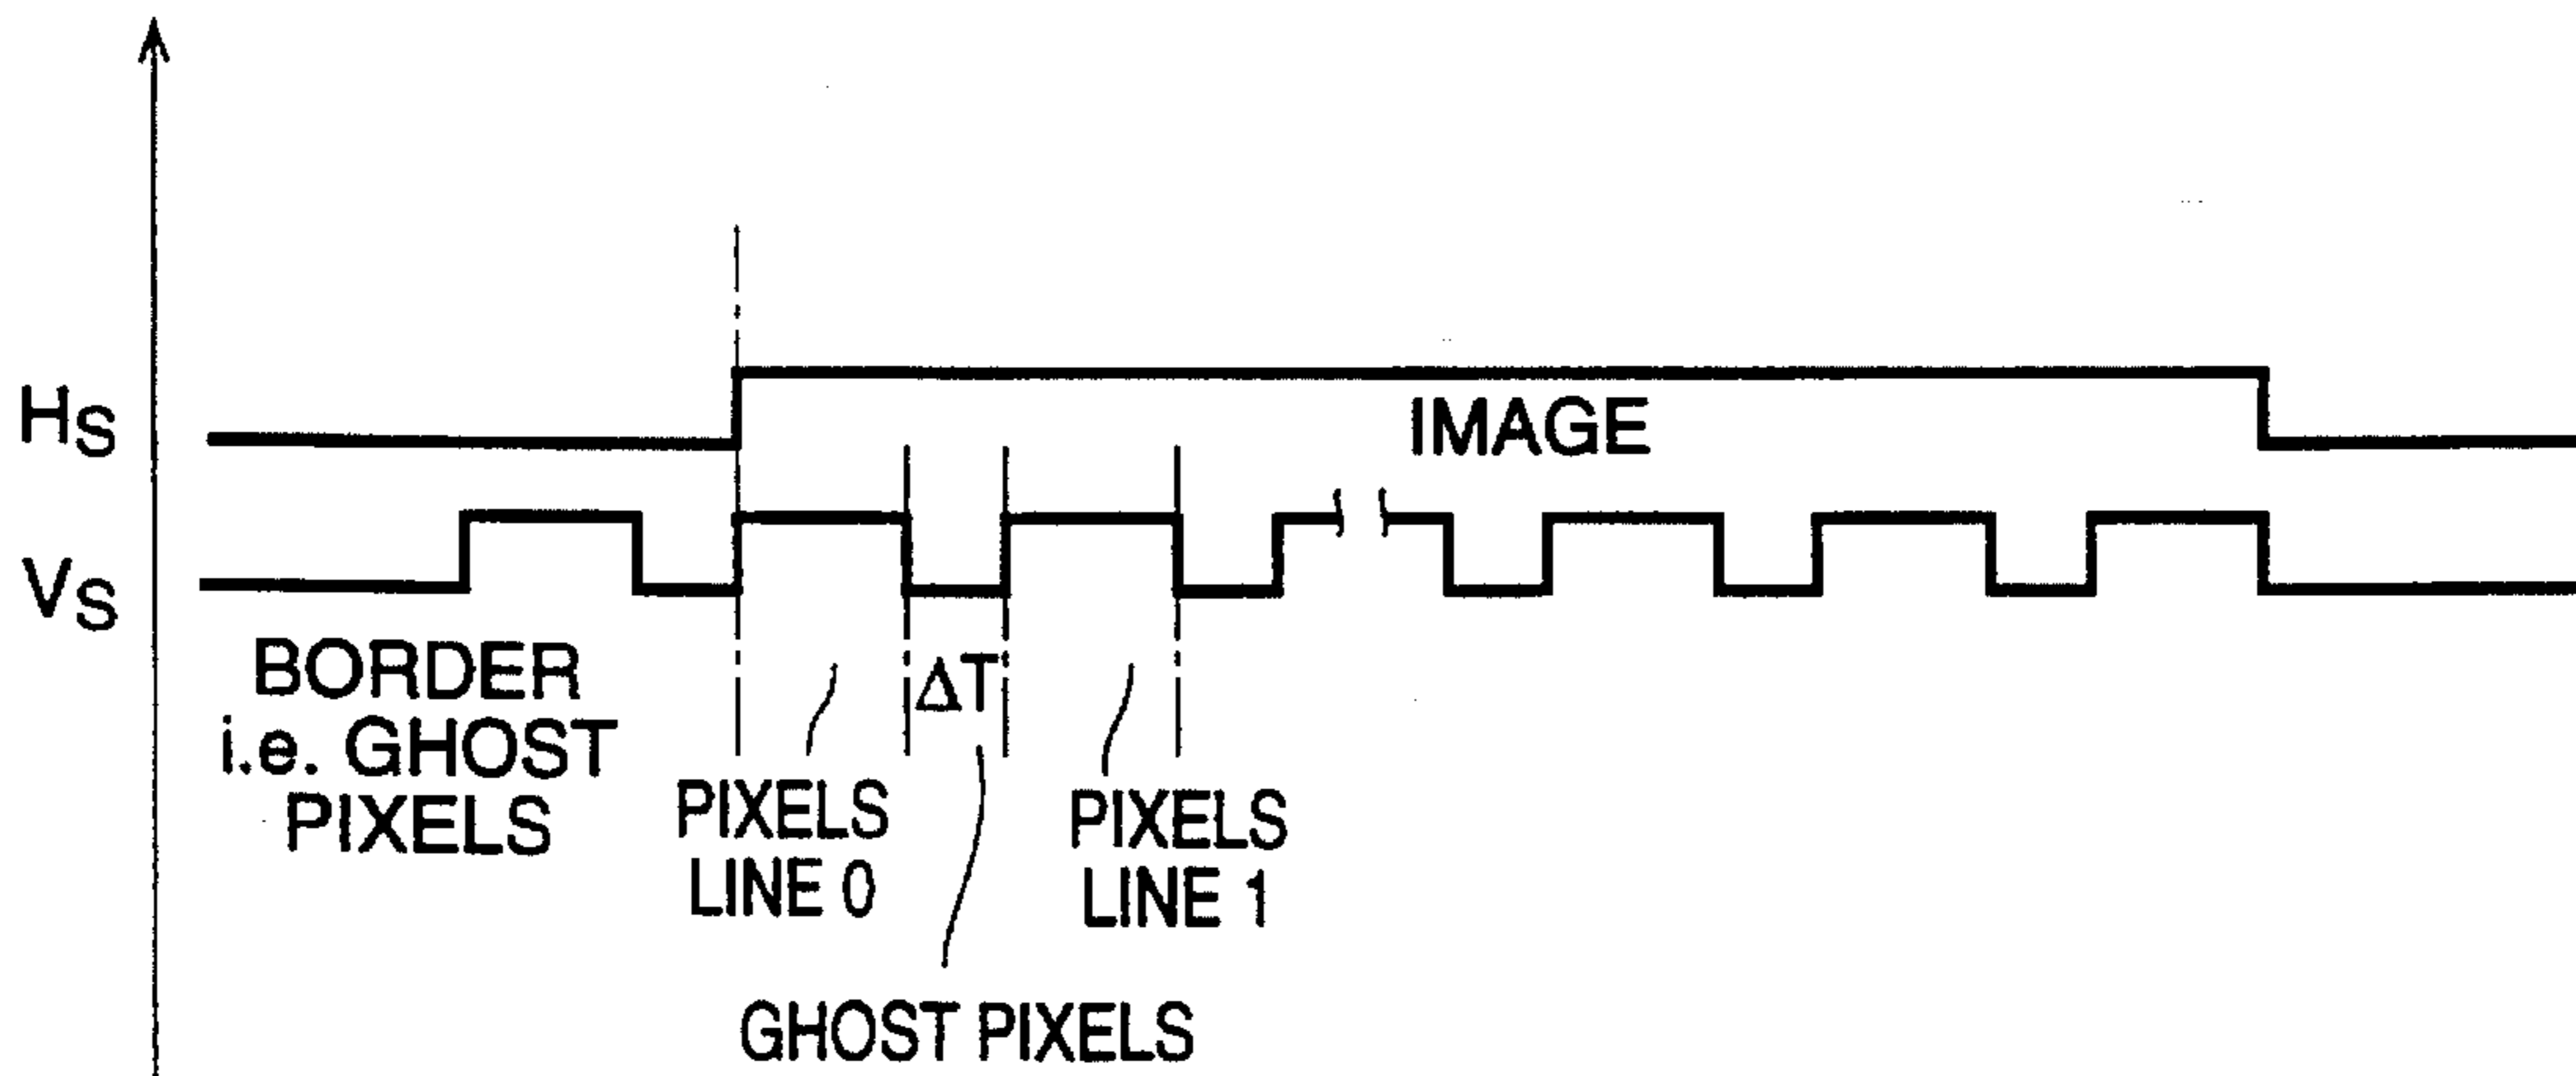 HS
IMAGE
VS
BORDER
i.e. GHOST
PIXELS
ΔT
PIXELS
LINE 0
PIXELS
LINE 1
GHOST PIXELS